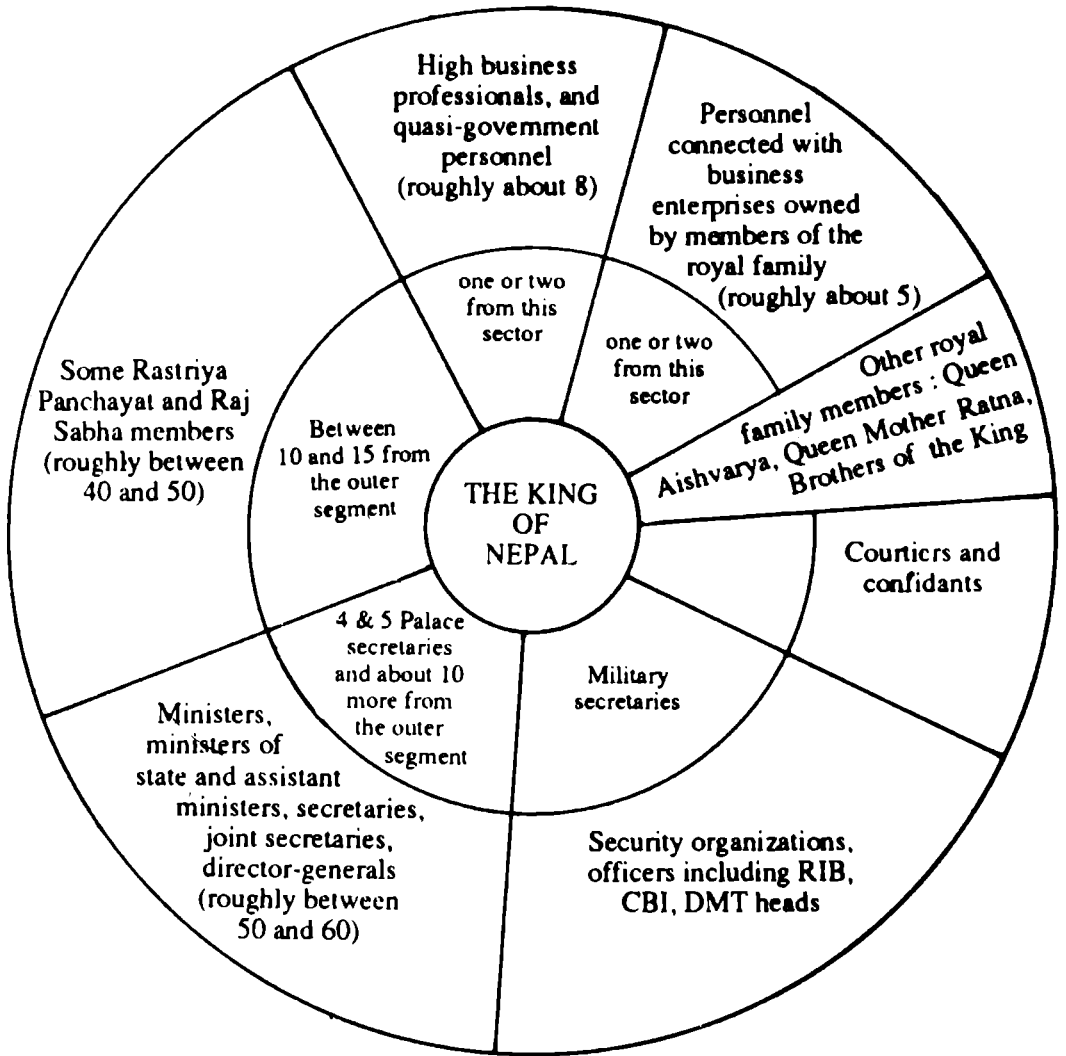 High business
professionals, and
quasi-government
personnel
(roughly about 8)
Personnel
connected with
business
enterprises owned
by members of the
royal family
(roughly about 5)
one or two
from this
sector
one or two
from this
sector
Other royal
family members : Queen
Aishvarya, Queen Mother Ratna,
Brothers of the King
Some Rastriya
Panchayat and Raj
Sabha members
(roughly between
40 and 50)
Between
10 and 15 from
the outer
segment
THE KING
OF
NEPAL
Courtiers and
confidants
4 & 5 Palace
secretaries
and about 10
more from
the outer
segment
Military
secretaries
Ministers,
ministers of
state and assistant
ministers, secretaries,
joint secretaries,
director-generals
(roughly between
50 and 60)
Security organizations,
officers including RIB,
CBI, DMT heads